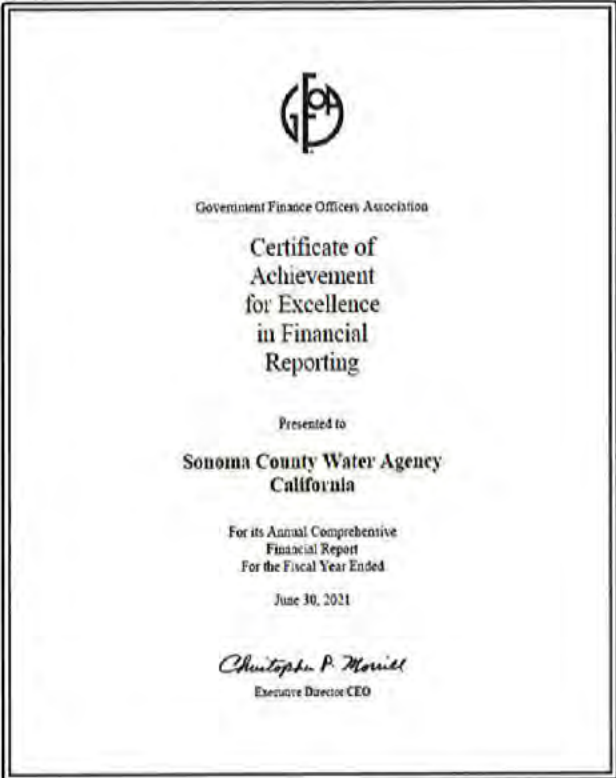 GFOA
Government Finance Officers Association
Certificate of
Achievement
for Excellence
in Financial
Reporting
Presented to
Sonoma County Water Agency
California
For its Annual Comprehensive
Financial Report
For the Fiscal Year Ended
June 30, 2021
Christopher P. Morrill
Executive Director/CEO